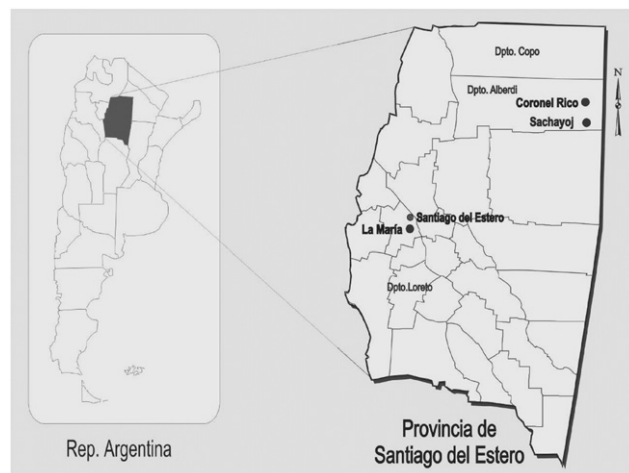 Dpto. Copo
Dpto. Alberdi
Coronel Rico
N
Sachayoj
Santiago del Estero
La María
Dpto.Loreto
Rep. Argentina
Provincia de
Santiago del Estero